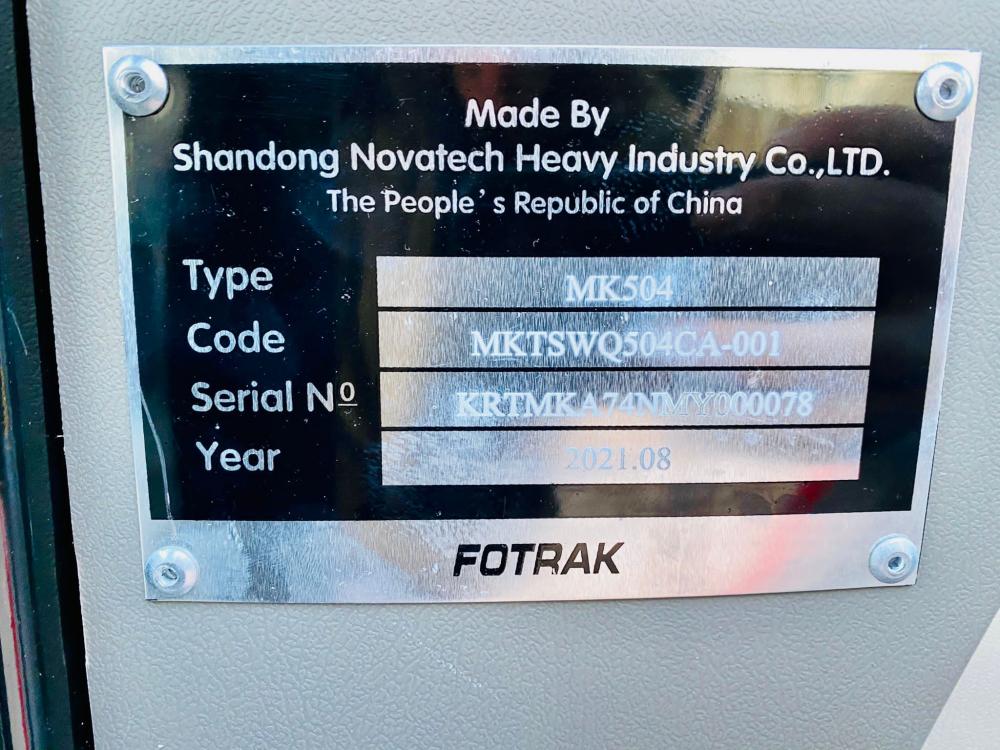 Made By
Shandong Novatech Heavy Industry Co.,LTD.
The People's Republic of China
Type MK504
Code MKTSWQ504CA-001
Serial Nº KRTMKA74NMY000078
Year 2021.08
FOTRAK